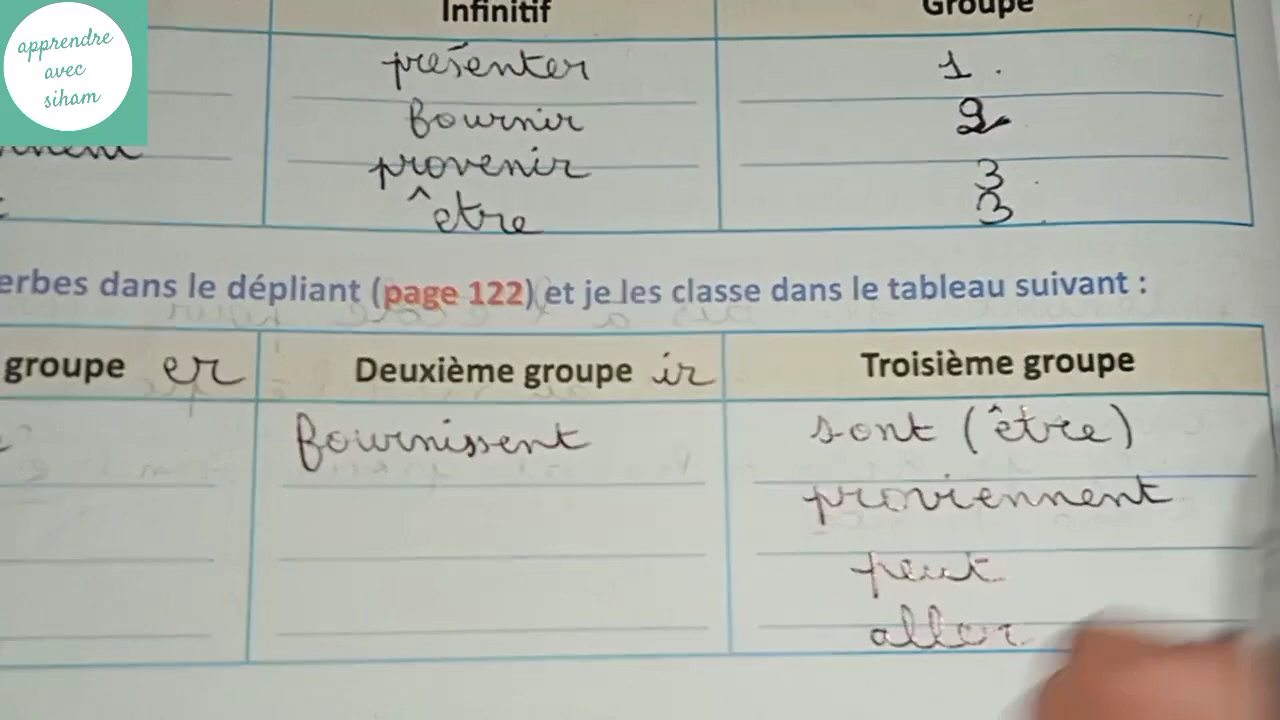 apprendre
avec
siham
Infinitif Groupe
présenter 1.
fournir 2
provenir 3
être 3
erbes dans le dépliant (page 122) et je les classe dans le tableau suivant :
groupe er Deuxième groupe ir Troisième groupe
fournissent sont (être)
proviennent
peut
aller